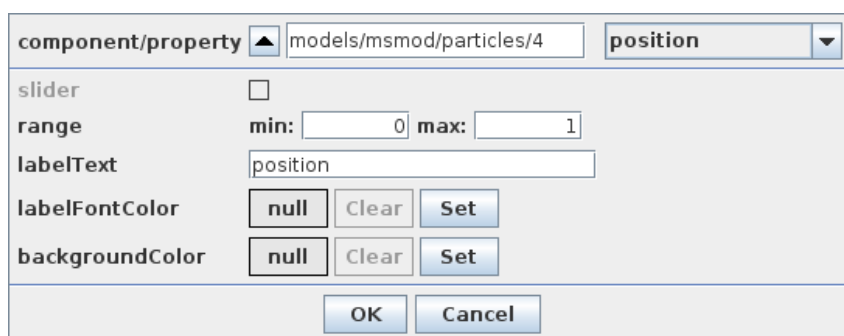 component/property models/msmod/particles/4 position
slider
range min: 0 max: 1
labelText position
labelFontColor null Clear Set
backgroundColor null Clear Set
OK Cancel